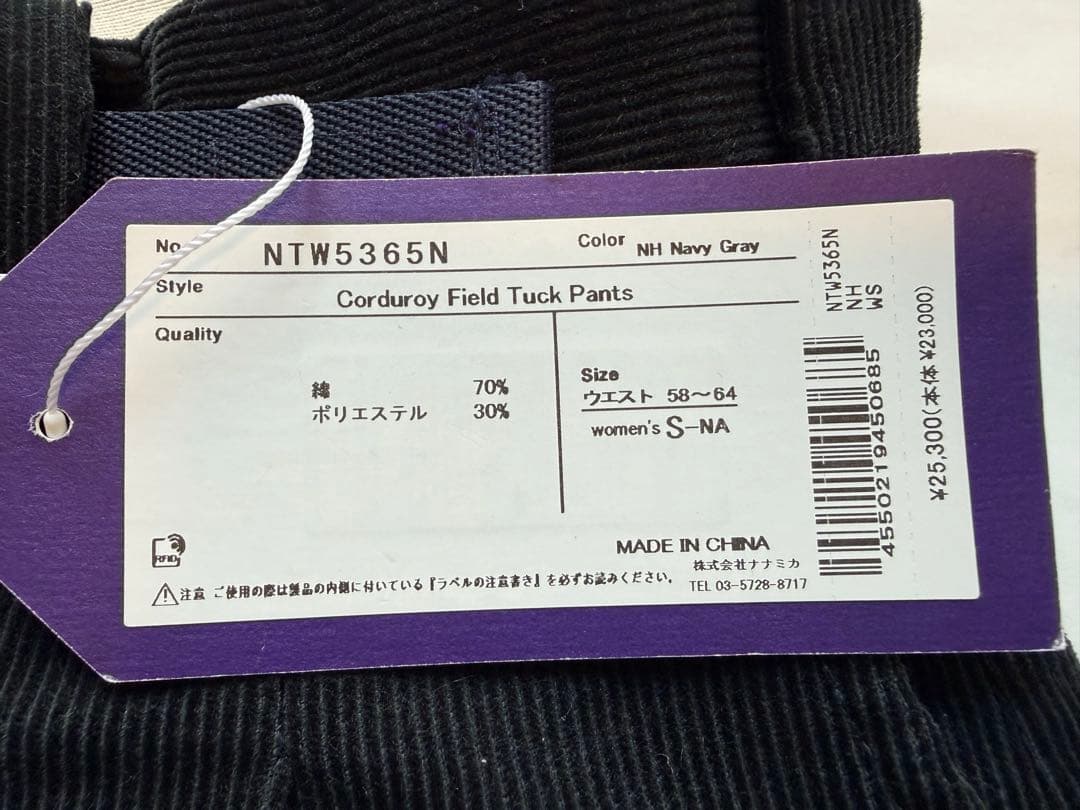 No. NTW5365N
Color NH Navy Gray
Style Corduroy Field Tuck Pants
Quality
綿 70%
ポリエステル 30%
Size
ウエスト 58～64
women's S-NA
RFID
MADE IN CHINA
株式会社ナナミカ
TEL 03-5728-8717
注意 ご使用の際は製品の内側に付いている『ラベルの注意書き』を必ずお読みください。
NTW5365N
NH
WS
4550219450685
¥25,300(本体 ¥23,000)